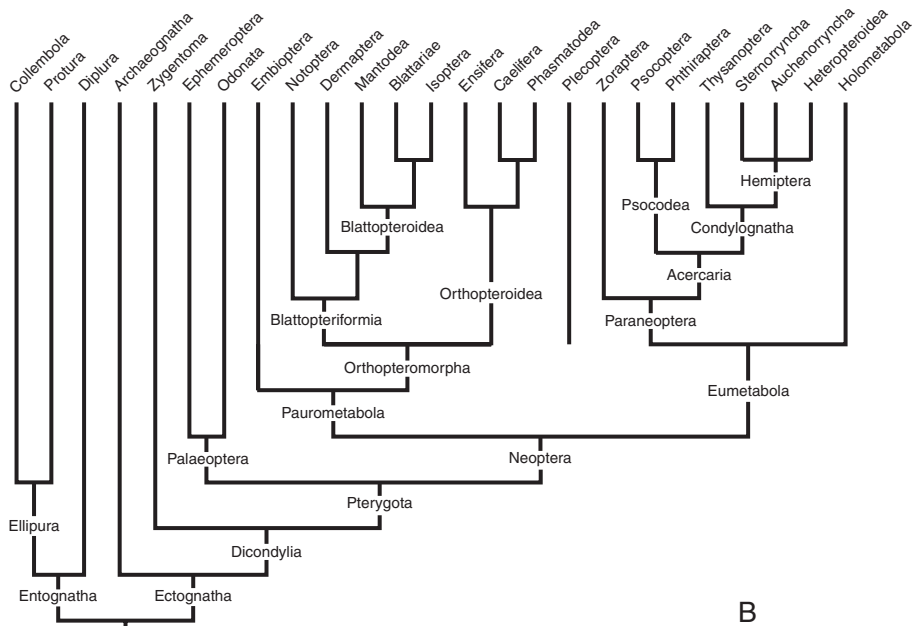 Collembola
Protura
Diplura
Archaeognatha
Zygentoma
Ephemeroptera
Odonata
Embioptera
Notoptera
Dermaptera
Mantodea
Blattariae
Isoptera
Ensifera
Caelifera
Phasmatodea
Plecoptera
Zoraptera
Psocoptera
Phthiraptera
Thysanoptera
Sternorryncha
Auchenorryncha
Heteropteroidea
Holometabola
Hemiptera
Psocodea
Blattopteroidea
Condylognatha
Acercaria
Orthopteroidea
Blattopteriformia
Paraneoptera
Orthopteromorpha
Eumetabola
Paurometabola
Palaeoptera
Neoptera
Pterygota
Ellipura
Dicondylia
Entognatha
Ectognatha
B